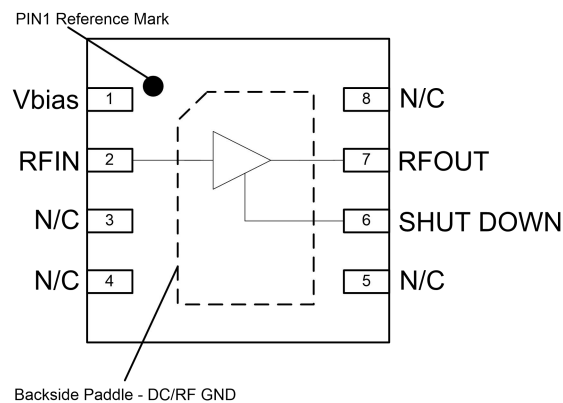 PIN1 Reference Mark
Vbias 1
8 N/C
RFIN 2
7 RFOUT
N/C 3
6 SHUT DOWN
N/C 4
5 N/C
Backside Paddle - DC/RF GND